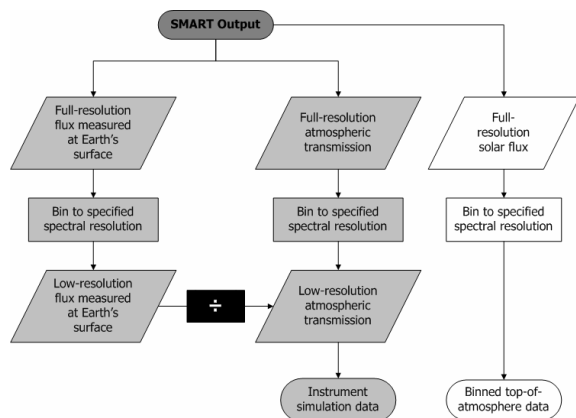 SMART Output
Full-resolution
flux measured
at Earth's
surface
Full-resolution
atmospheric
transmission
Full-
resolution
solar flux
Bin to specified
spectral resolution
Bin to specified
spectral resolution
Bin to specified
spectral resolution
Low-resolution
flux measured
at Earth's
surface
÷
Low-resolution
atmospheric
transmission
Instrument
simulation data
Binned top-of-
atmosphere data